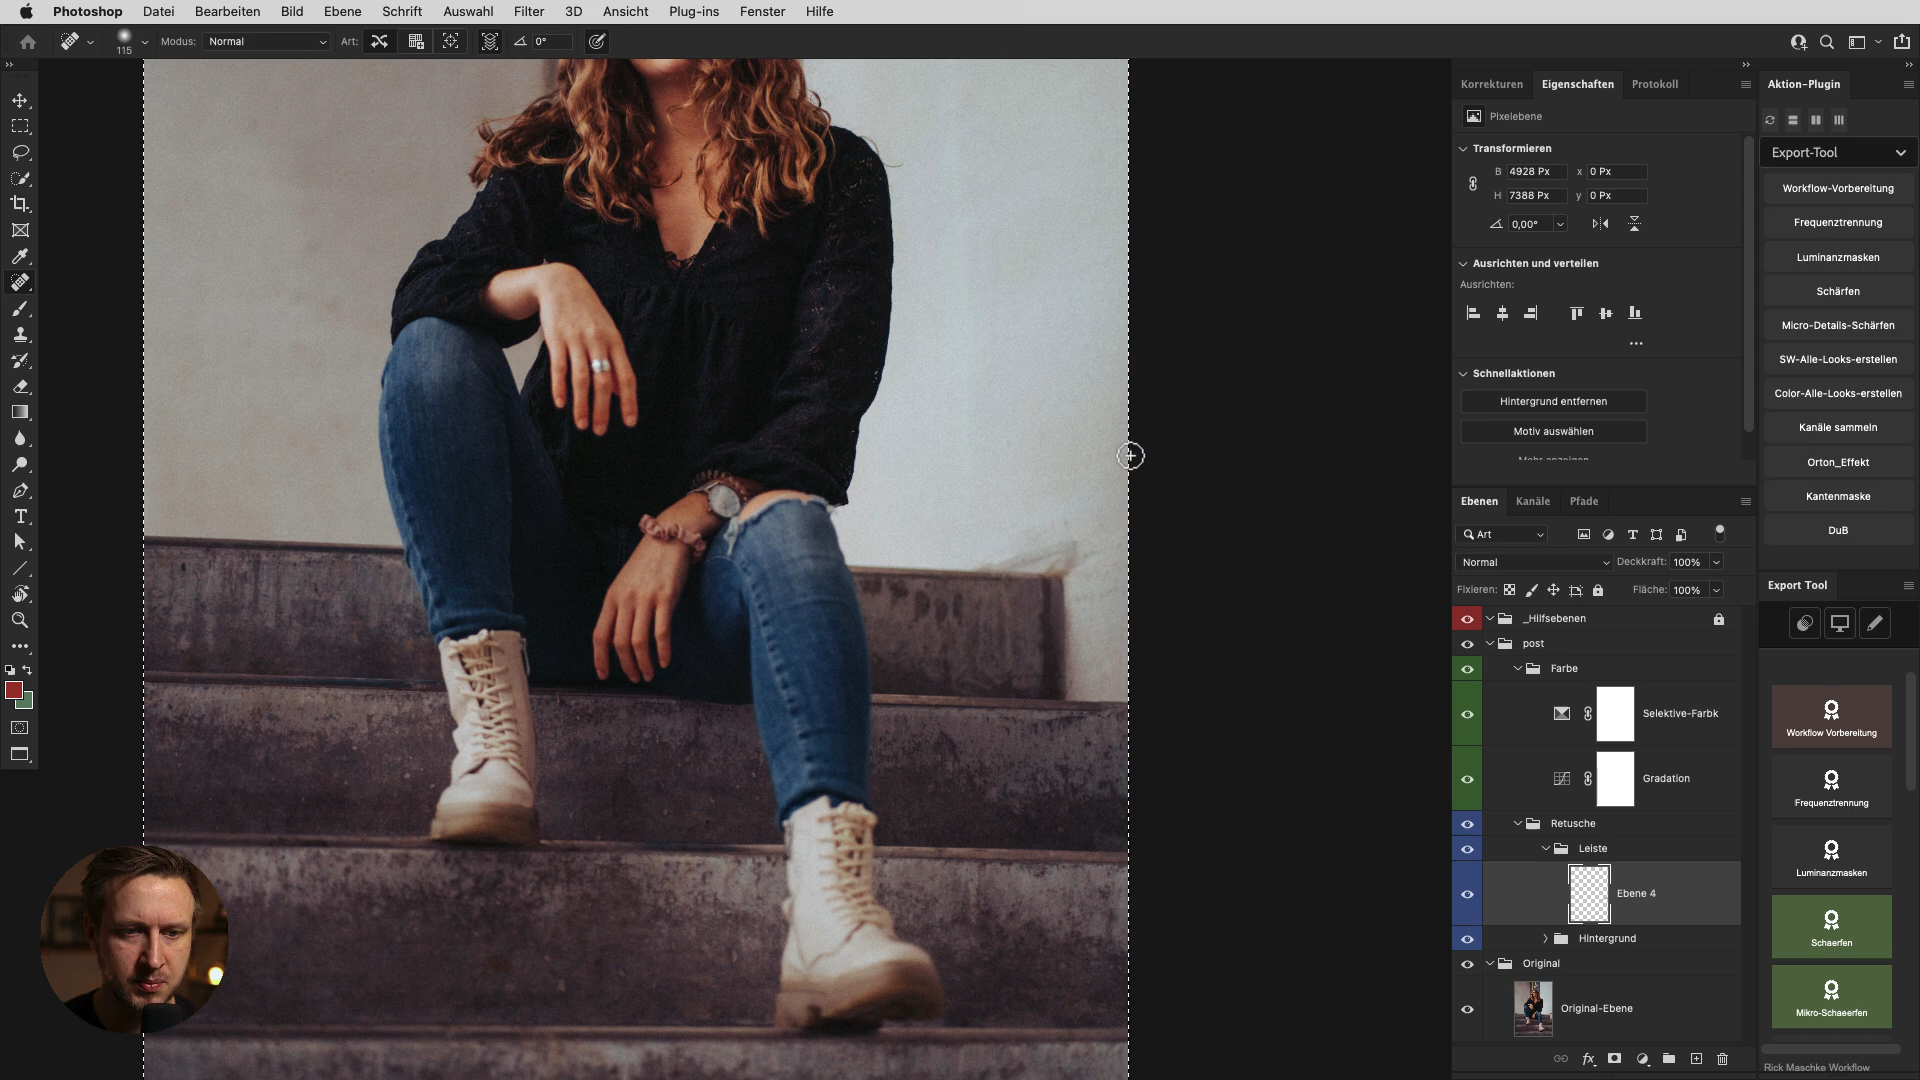 Photoshop Datei Bearbeiten Bild Ebene Schrift Auswahl Filter 3D Ansicht Plug-ins Fenster Hilfe
115 Modus: Normal Art: 0°
Korrekturen Eigenschaften Protokoll
Pixelebene
Transformieren
B 4928 Px x 0 Px
H 7388 Px y 0 Px
0,00°
Ausrichten und verteilen
Ausrichten:
Schnellaktionen
Hintergrund entfernen
Motiv auswählen
Mehr anzeigen
Ebenen Kanäle Pfade
Art
Normal Deckkraft: 100%
Fixieren: Fläche: 100%
_Hilfsebenen
post
Farbe
Selektive-Farbk
Gradation
Retusche
Leiste
Ebene 4
Hintergrund
Original
Original-Ebene
fx
Aktion-Plugin
Export-Tool
Workflow-Vorbereitung
Frequenztrennung
Luminanzmasken
Schärfen
Micro-Details-Schärfen
SW-Alle-Looks-erstellen
Color-Alle-Looks-erstellen
Kanäle sammeln
Orton_Effekt
Kantenmaske
DuB
Export Tool
Workflow Vorbereitung
Frequenztrennung
Luminanzmasken
Schaerfen
Mikro-Schaeerfen
Rick Maschke Workflow